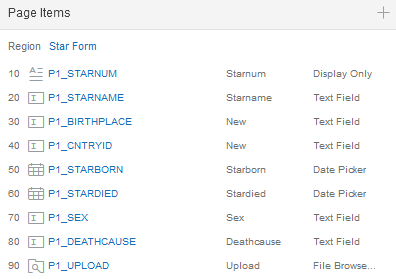 Page Items
Region Star Form
10 P1_STARNUM Starnum Display Only
20 P1_STARNAME Starname Text Field
30 P1_BIRTHPLACE New Text Field
40 P1_CNTRYID New Text Field
50 P1_STARBORN Starborn Date Picker
60 P1_STARDIED Stardied Date Picker
70 P1_SEX Sex Text Field
80 P1_DEATHCAUSE Deathcause Text Field
90 P1_UPLOAD Upload File Browse...